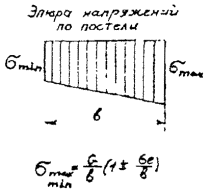 Эпюра напряжений
по постели
σmin
σmax
в
σmax/min = G/в (1 ± 6e/в)